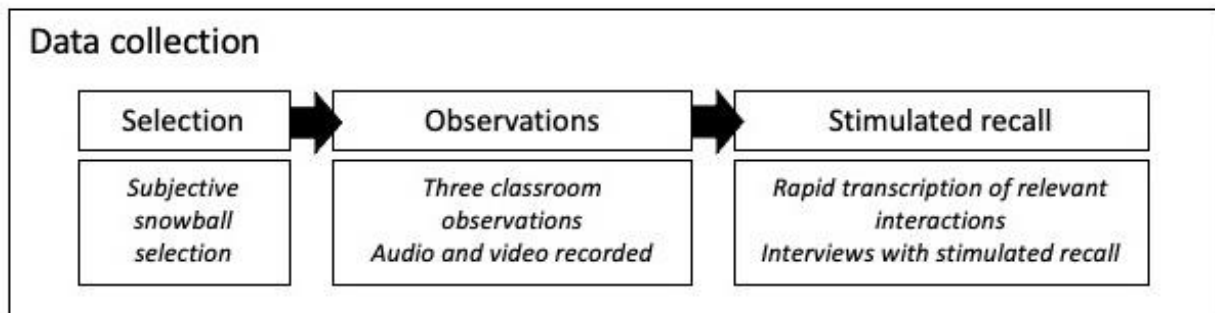 Data collection
Selection
Observations
Stimulated recall
Subjective
snowball
selection
Three classroom
observations
Audio and video recorded
Rapid transcription of relevant
interactions
Interviews with stimulated recall